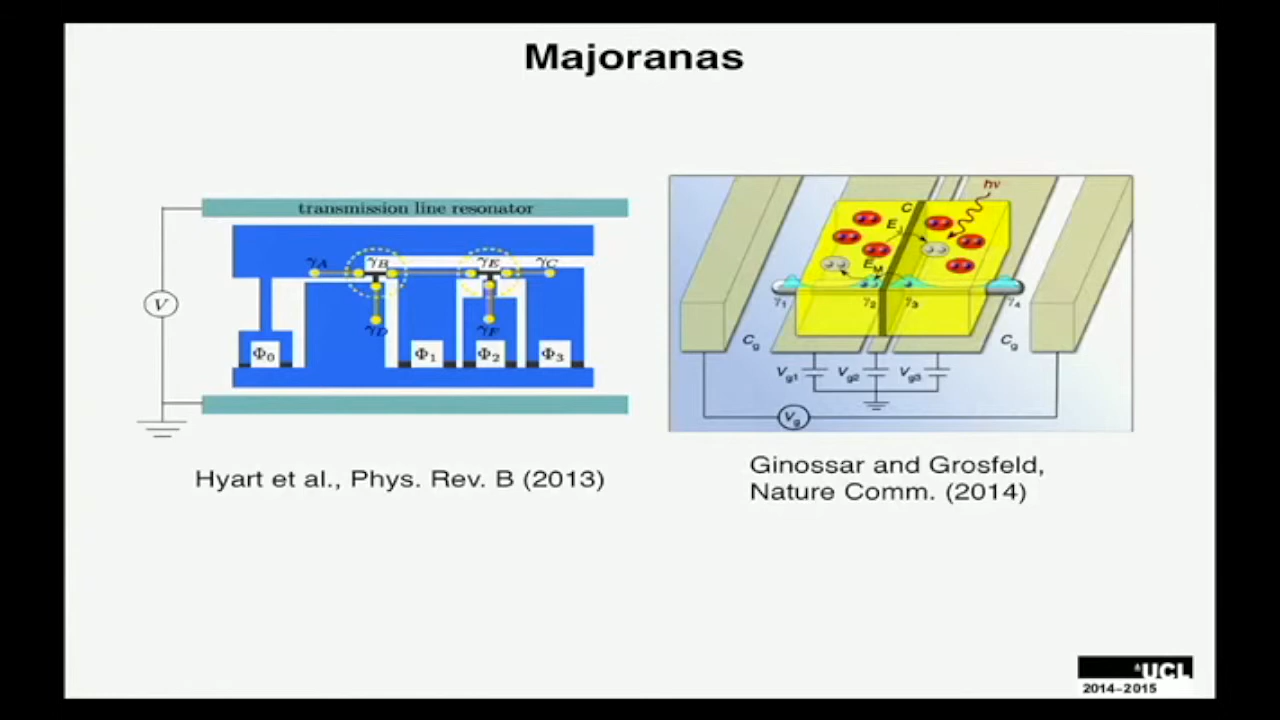 Majoranas
transmission line resonator
γA γB γE γC
V
γD γF
Φ0 Φ1 Φ2 Φ3
hν
C
EJ
EM
γ1 γ2 γ3 γ4
Cg Cg
Vg1 Vg2 Vg3
Vg
Hyart et al., Phys. Rev. B (2013)
Ginossar and Grosfeld,
Nature Comm. (2014)
UCL
2014–2015